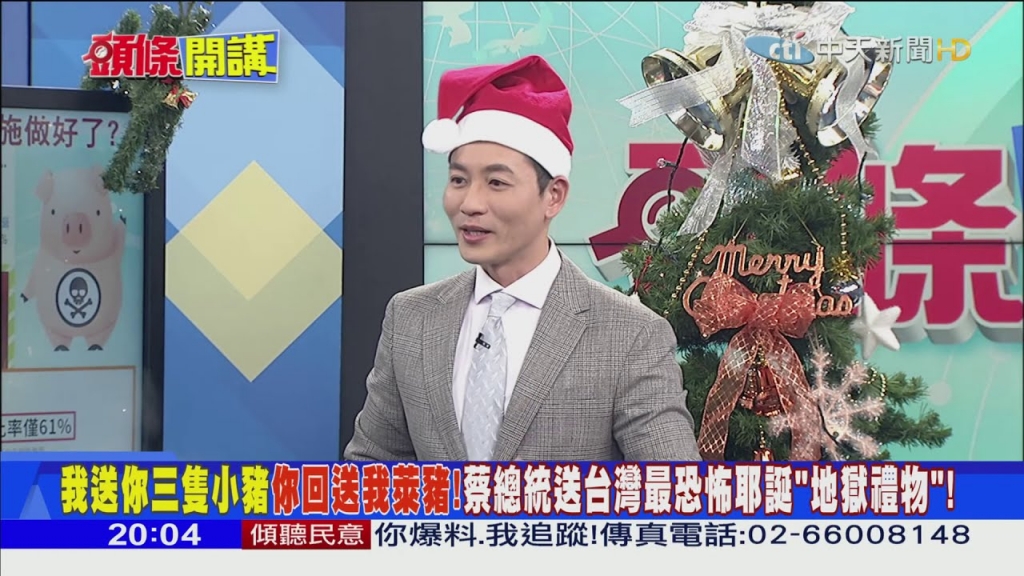 頭條開講
cti 中天新聞HD
施做好了?
條
Merry
Christmas
比率僅61%
我送你三隻小豬你回送我萊豬!蔡總統送台灣最恐怖耶誕"地獄禮物"!
20:04 傾聽民意 你爆料.我追蹤!傳真電話:02-66008148